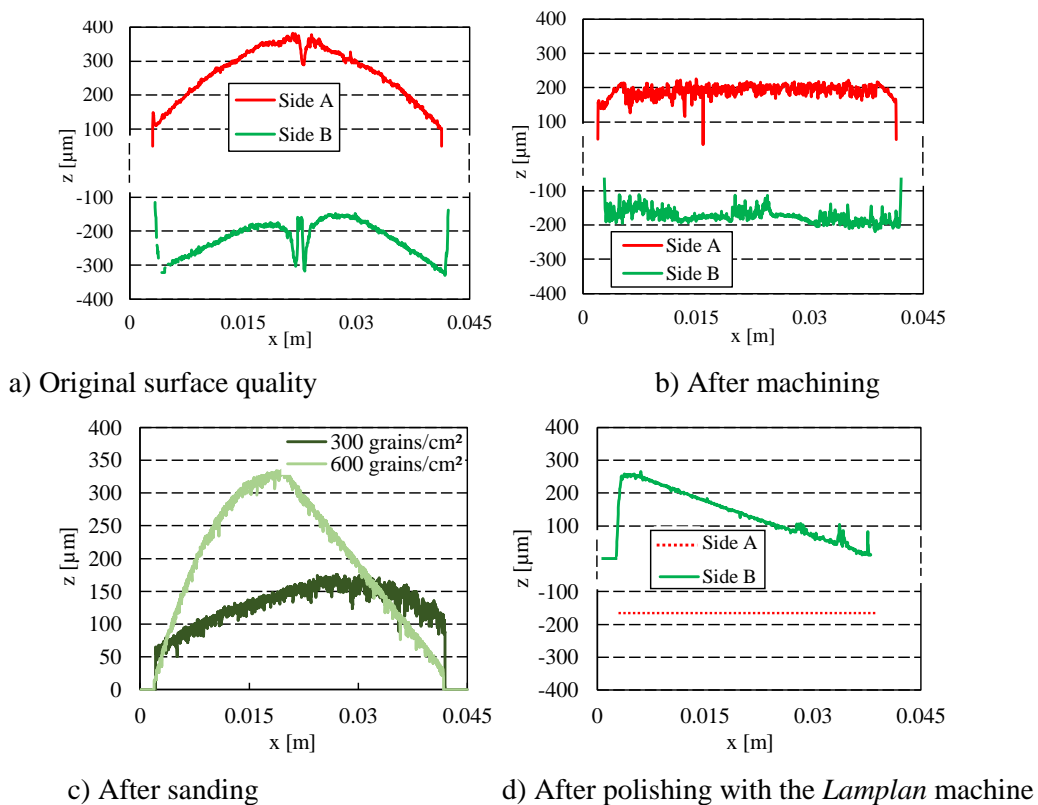 400
300
200
100
-100
-200
-300
-400
z [µm]
Side A
Side B
0
0.015
0.03
0.045
x [m]
a) Original surface quality
400
300
200
100
-100
-200
-300
-400
z [µm]
Side A
Side B
0
0.015
0.03
0.045
x [m]
b) After machining
400
350
300
250
200
150
100
50
0
z [µm]
300 grains/cm²
600 grains/cm²
0
0.015
0.03
0.045
x [m]
c) After sanding
400
300
200
100
-100
-200
-300
-400
z [µm]
Side A
Side B
0
0.015
0.03
0.045
x [m]
d) After polishing with the Lamplan machine